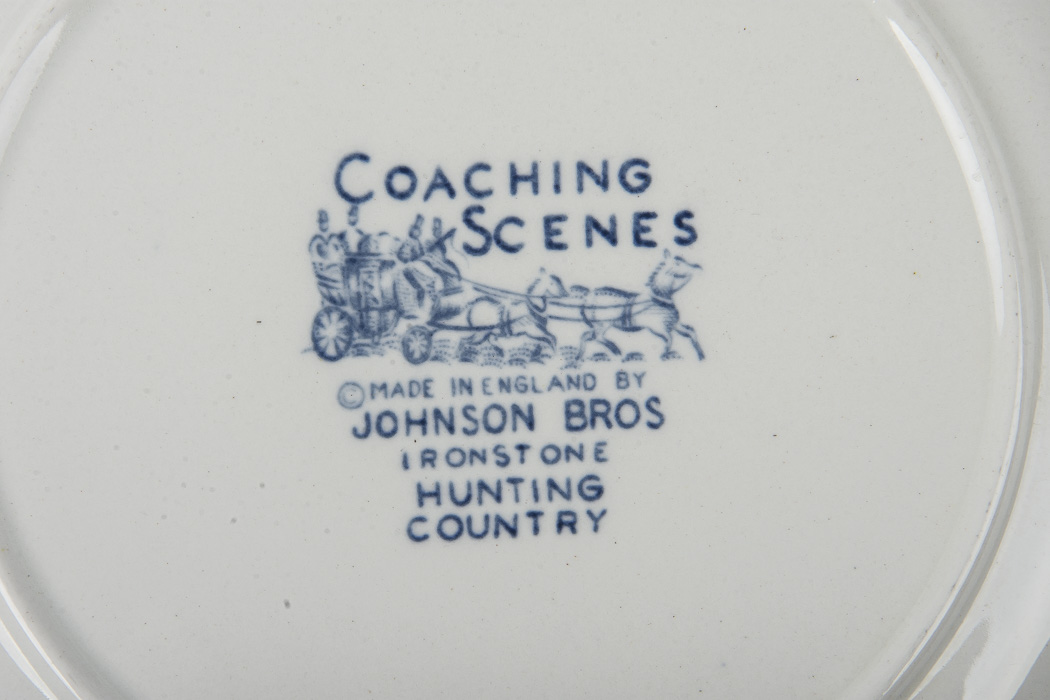 COACHING
SCENES
©MADE IN ENGLAND BY
JOHNSON BROS
IRONSTONE
HUNTING
COUNTRY